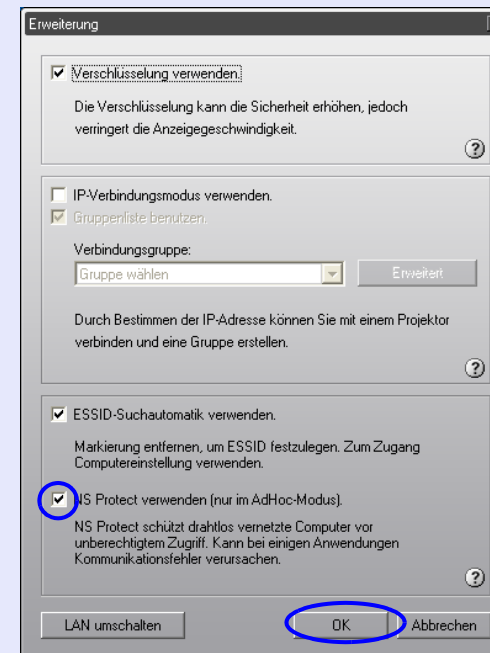 Erweiterung
Verschlüsselung verwenden.
Die Verschlüsselung kann die Sicherheit erhöhen, jedoch
verringert die Anzeigegeschwindigkeit.
?
IP-Verbindungsmodus verwenden.
Gruppenliste benutzen.
Verbindungsgruppe:
Gruppe wählen
Erweitert
Durch Bestimmen der IP-Adresse können Sie mit einem Projektor
verbinden und eine Gruppe erstellen.
?
ESSID-Suchautomatik verwenden.
Markierung entfernen, um ESSID festzulegen. Zum Zugang
Computereinstellung verwenden.
NS Protect verwenden (nur im AdHoc-Modus).
NS Protect schützt drahtlos vernetzte Computer vor
unberechtigtem Zugriff. Kann bei einigen Anwendungen
Kommunikationsfehler verursachen.
?
LAN umschalten
OK
Abbrechen